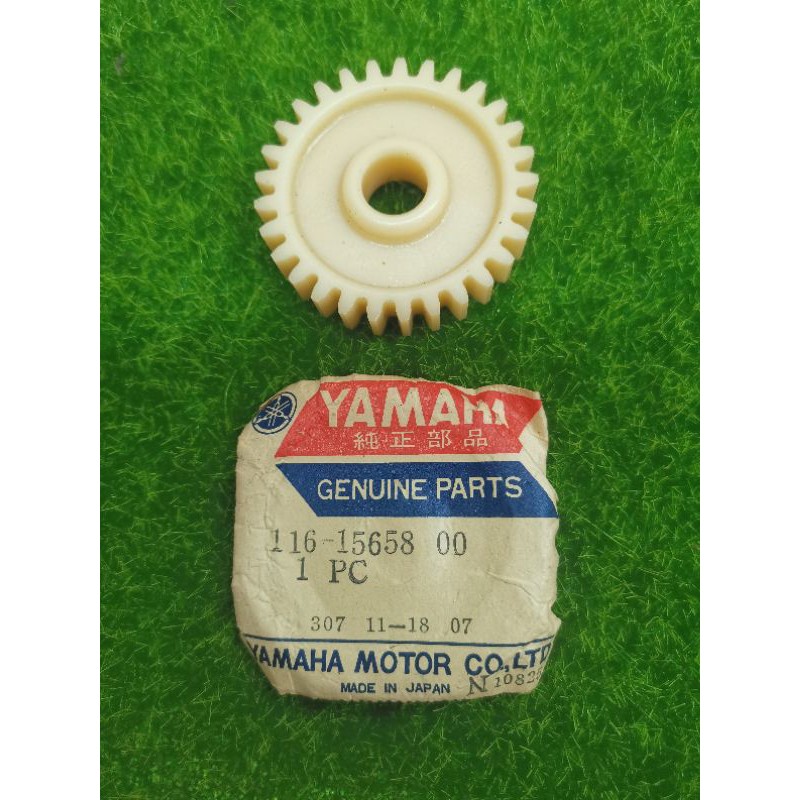 YAMAHA
純正部品
GENUINE PARTS
116-15658 00
1 PC
307 11-18 07
YAMAHA MOTOR CO.,LTD
MADE IN JAPAN